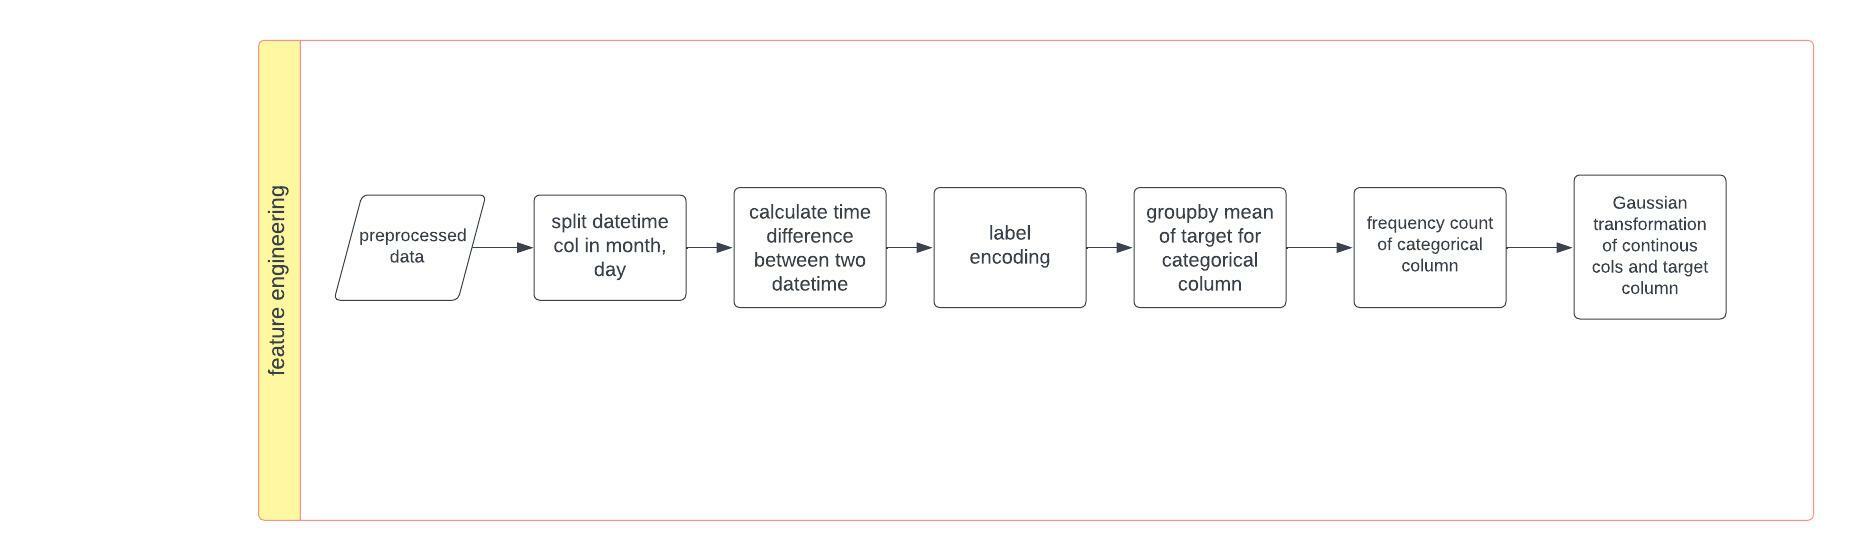 feature engineering
preprocessed
data
split datetime
col in month,
day
calculate time
difference
between two
datetime
label
encoding
groupby mean
of target for
categorical
column
frequency count
of categorical
column
Gaussian
transformation
of continous
cols and target
column